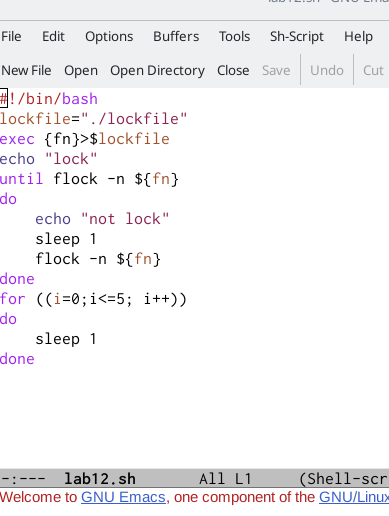 File Edit Options Buffers Tools Sh-Script Help
New File Open Open Directory Close Save Undo Cut
#!/bin/bash
lockfile="./lockfile"
exec {fn}>$lockfile
echo "lock"
until flock -n ${fn}
do
    echo "not lock"
    sleep 1
    flock -n ${fn}
done
for ((i=0;i<=5; i++))
do
    sleep 1
done
-:--- lab12.sh All L1 (Shell-scr
Welcome to GNU Emacs, one component of the GNU/Linux